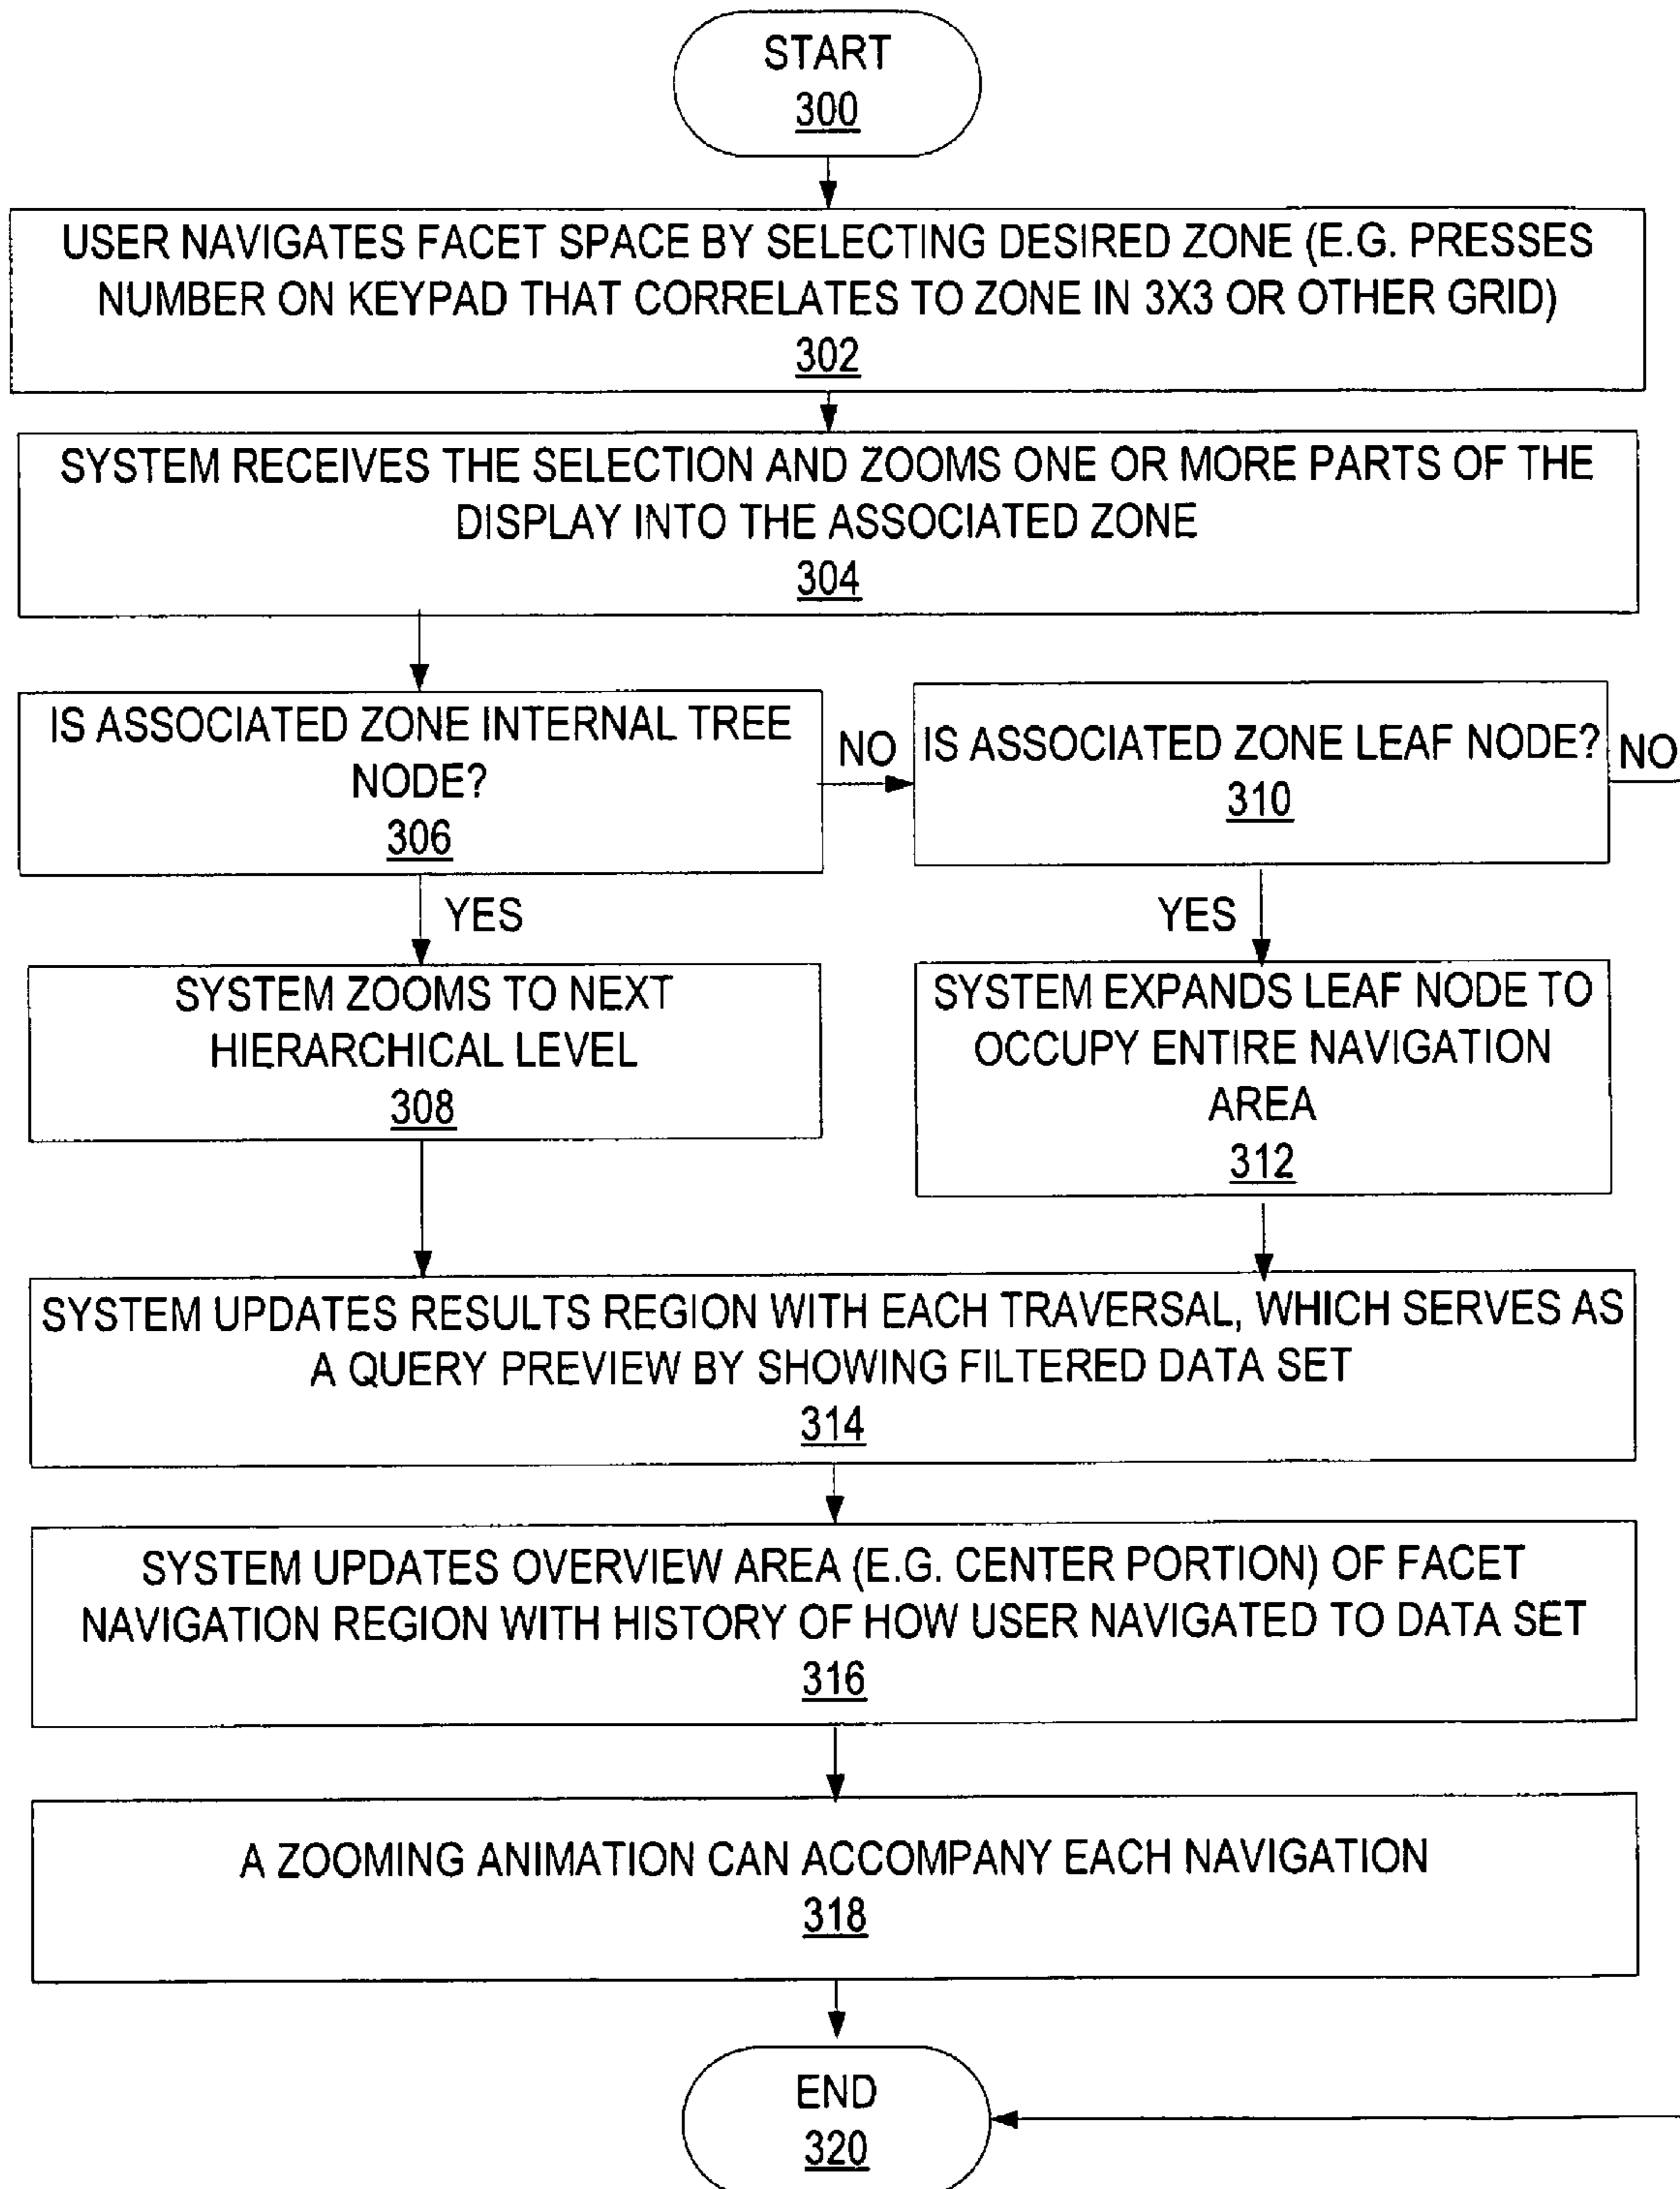 START
300
USER NAVIGATES FACET SPACE BY SELECTING DESIRED ZONE (E.G. PRESSES
NUMBER ON KEYPAD THAT CORRELATES TO ZONE IN 3X3 OR OTHER GRID)
302
SYSTEM RECEIVES THE SELECTION AND ZOOMS ONE OR MORE PARTS OF THE
DISPLAY INTO THE ASSOCIATED ZONE
304
IS ASSOCIATED ZONE INTERNAL TREE
NODE?
306
NO
IS ASSOCIATED ZONE LEAF NODE?
310
NO
YES
YES
SYSTEM ZOOMS TO NEXT
HIERARCHICAL LEVEL
308
SYSTEM EXPANDS LEAF NODE TO
OCCUPY ENTIRE NAVIGATION
AREA
312
SYSTEM UPDATES RESULTS REGION WITH EACH TRAVERSAL, WHICH SERVES AS
A QUERY PREVIEW BY SHOWING FILTERED DATA SET
314
SYSTEM UPDATES OVERVIEW AREA (E.G. CENTER PORTION) OF FACET
NAVIGATION REGION WITH HISTORY OF HOW USER NAVIGATED TO DATA SET
316
A ZOOMING ANIMATION CAN ACCOMPANY EACH NAVIGATION
318
END
320